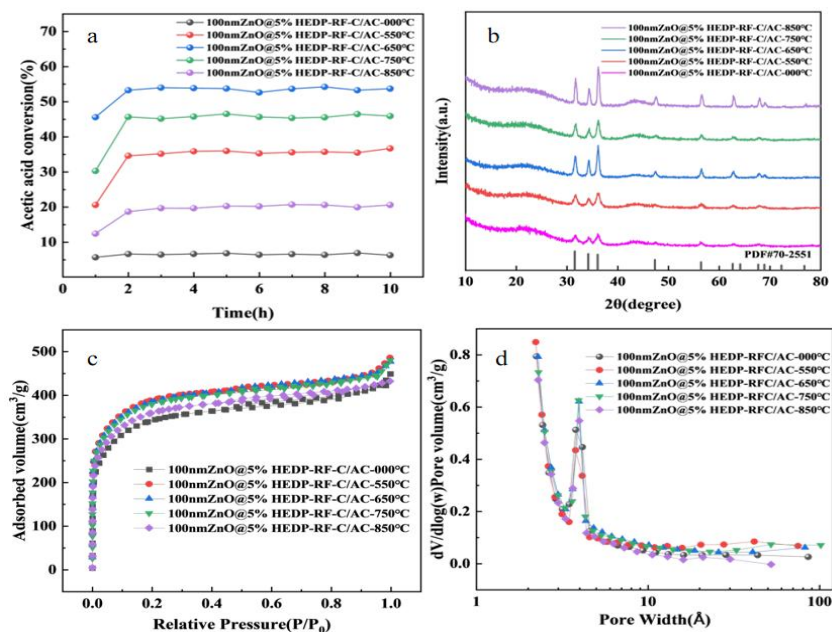 a
100nmZnO@5% HEDP-RF-C/AC-000℃
100nmZnO@5% HEDP-RF-C/AC-550℃
100nmZnO@5% HEDP-RF-C/AC-650℃
100nmZnO@5% HEDP-RF-C/AC-750℃
100nmZnO@5% HEDP-RF-C/AC-850℃
Acetic acid conversion(%)
100
90
80
70
60
50
40
30
20
10
0 2 4 6 8 10
Time(h)
b
100nmZnO@5% HEDP-RF-C/AC-850℃
100nmZnO@5% HEDP-RF-C/AC-750℃
100nmZnO@5% HEDP-RF-C/AC-650℃
100nmZnO@5% HEDP-RF-C/AC-550℃
100nmZnO@5% HEDP-RF-C/AC-000℃
Intensity(a.u.)
PDF#70-2551
10 20 30 40 50 60 70 80
2θ(degree)
c
Adsorbed volume(cm³/g)
500
400
300
200
100
0
100nmZnO@5% HEDP-RF-C/AC-000℃
100nmZnO@5% HEDP-RF-C/AC-550℃
100nmZnO@5% HEDP-RF-C/AC-650℃
100nmZnO@5% HEDP-RF-C/AC-750℃
100nmZnO@5% HEDP-RF-C/AC-850℃
0.0 0.2 0.4 0.6 0.8 1.0
Relative Pressure(P/P₀)
d
100nmZnO@5% HEDP-RFC/AC-000℃
100nmZnO@5% HEDP-RFC/AC-550℃
100nmZnO@5% HEDP-RFC/AC-650℃
100nmZnO@5% HEDP-RFC/AC-750℃
100nmZnO@5% HEDP-RFC/AC-850℃
dV/dlog(w)Pore volume(cm³/g)
0.8
0.6
0.4
0.2
0.0
1 10 100
Pore Width(Å)